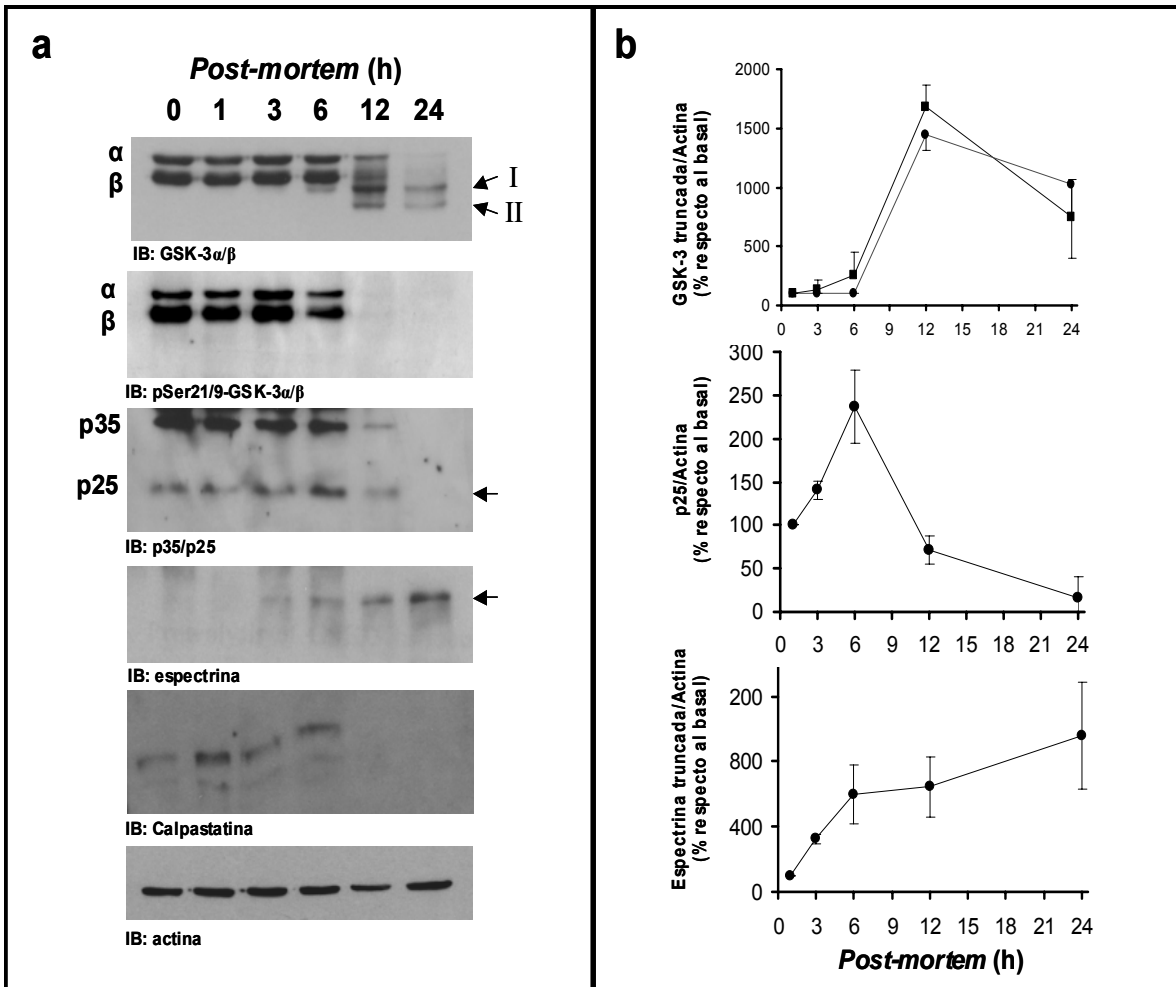 a
Post-mortem (h)
0 1 3 6 12 24
α
β
I
II
IB: GSK-3α/β
α
β
IB: pSer21/9-GSK-3α/β
p35
p25
IB: p35/p25
IB: espectrina
IB: Calpastatina
IB: actina
b
GSK-3 truncada/Actina
(% respecto al basal)
2000
1500
1000
500
0
0 3 6 9 12 15 18 21 24
p25/Actina
(% respecto al basal)
300
250
200
150
100
50
0
0 3 6 9 12 15 18 21 24
Espectrina truncada/Actina
(% respecto al basal)
200
800
400
0
0 3 6 9 12 15 18 21 24
Post-mortem (h)